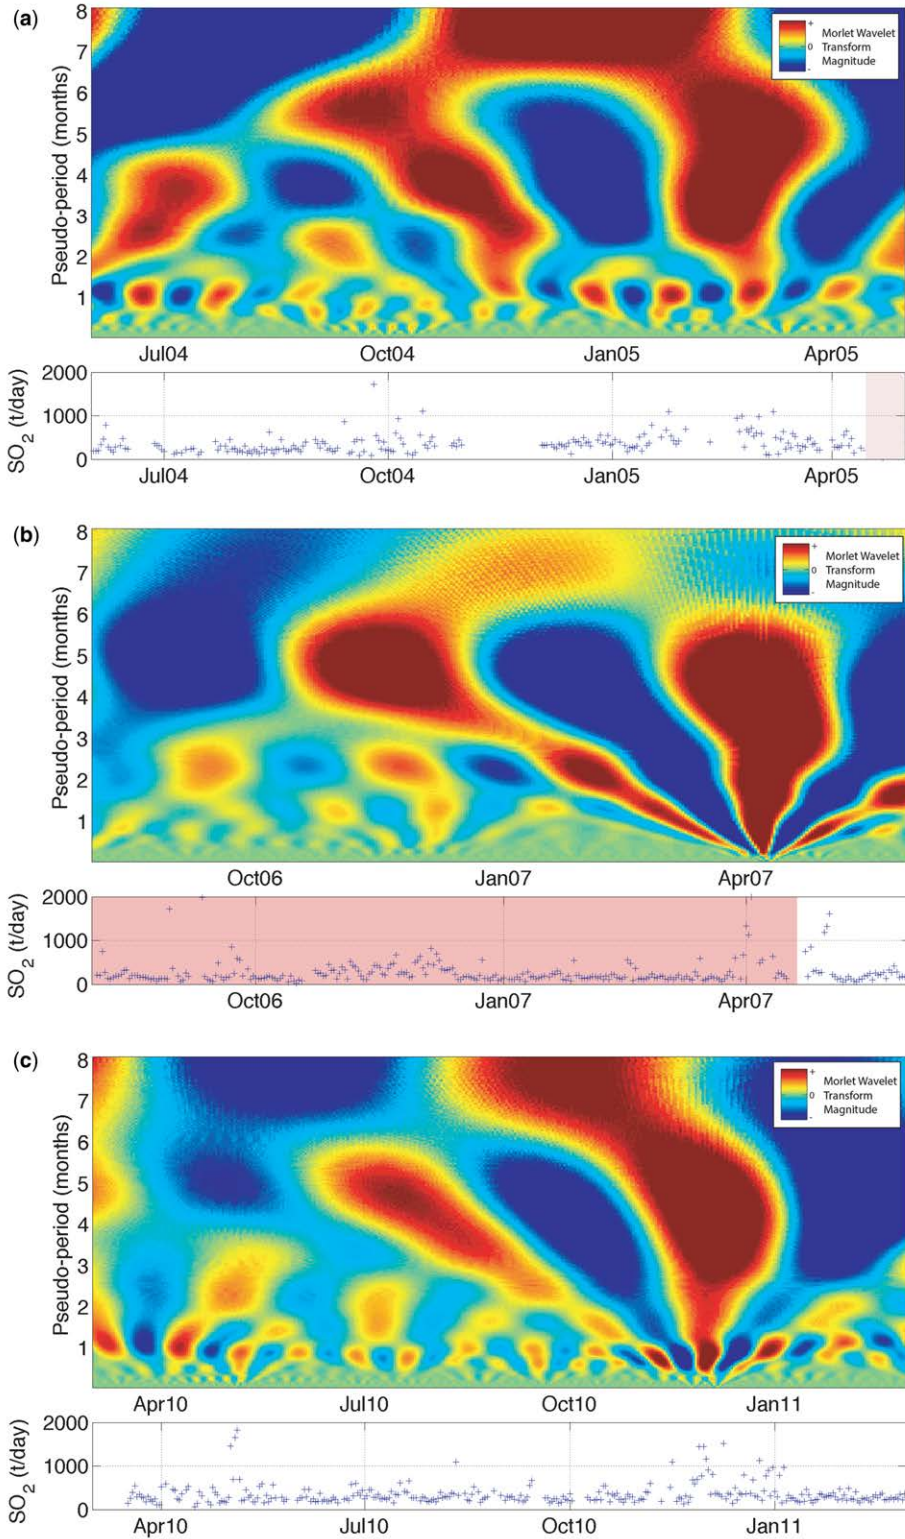 (a)
8
7
6
5
4
3
2
1
Pseudo-period (months)
+
0
-
Morlet Wavelet
Transform
Magnitude
Jul04 Oct04 Jan05 Apr05
2000
1000
0
SO2 (t/day)
Jul04 Oct04 Jan05 Apr05
(b)
8
7
6
5
4
3
2
1
Pseudo-period (months)
+
0
-
Morlet Wavelet
Transform
Magnitude
Oct06 Jan07 Apr07
2000
1000
0
SO2 (t/day)
Oct06 Jan07 Apr07
(c)
8
7
6
5
4
3
2
1
Pseudo-period (months)
+
0
-
Morlet Wavelet
Transform
Magnitude
Apr10 Jul10 Oct10 Jan11
2000
1000
0
SO2 (t/day)
Apr10 Jul10 Oct10 Jan11